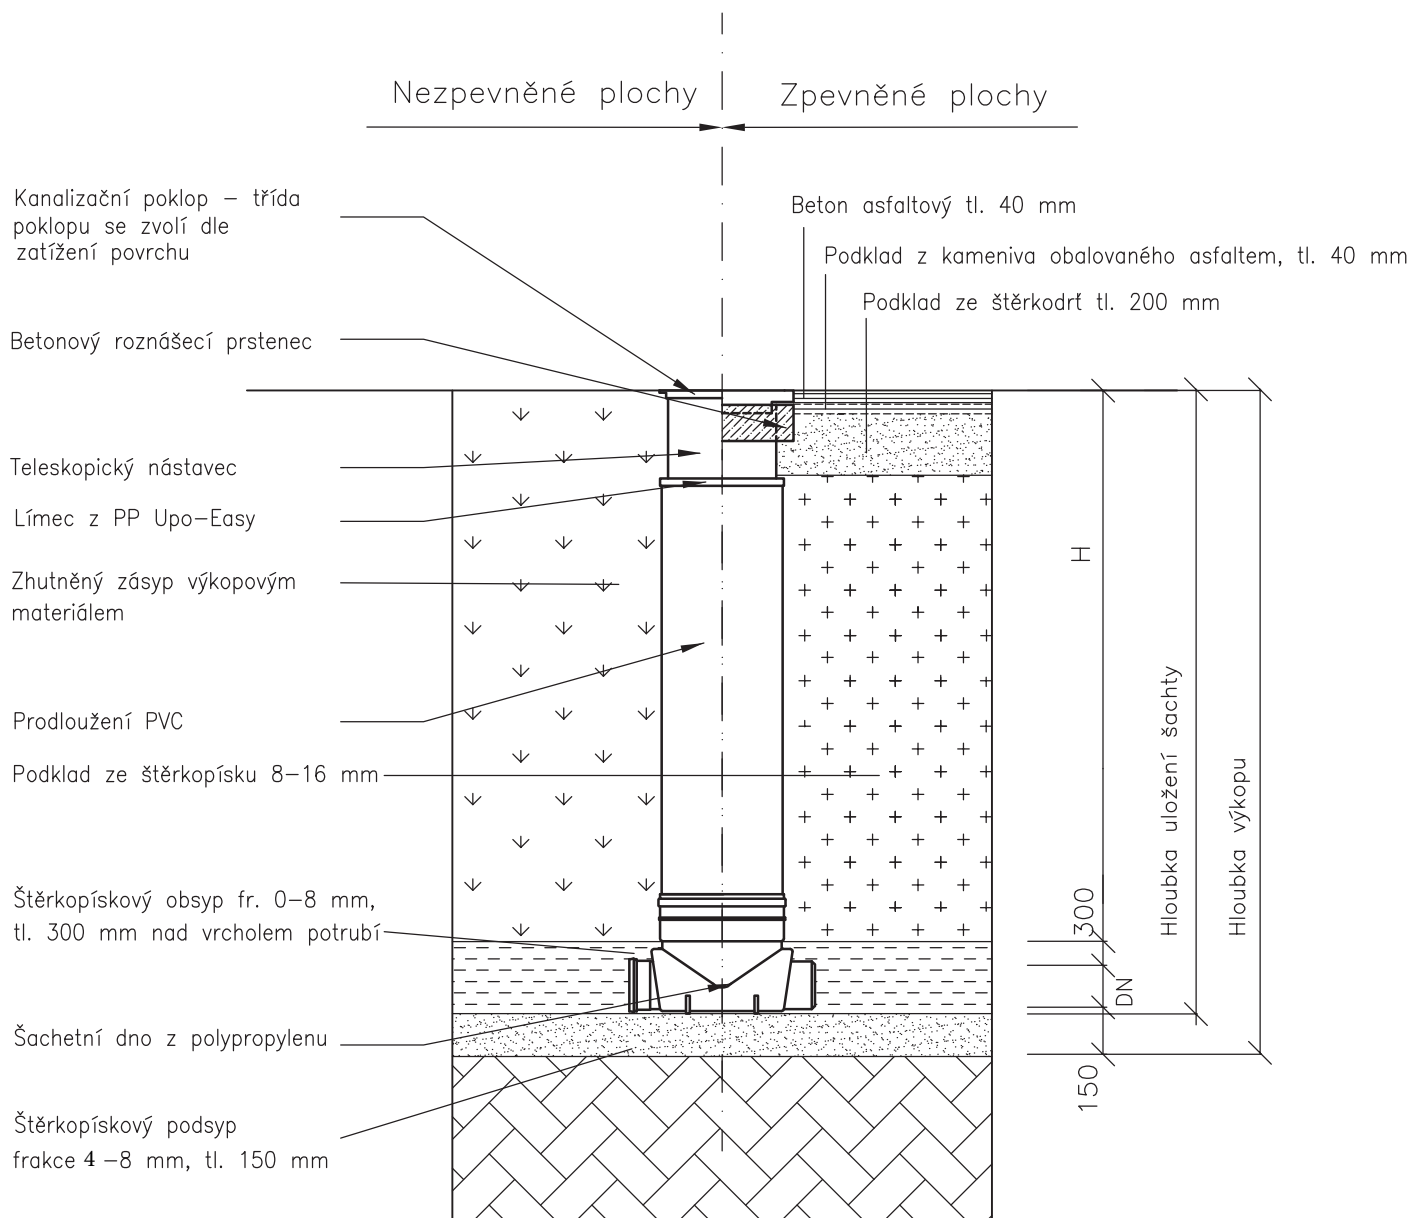 Nezpevněné plochy
Zpevněné plochy
Kanalizační poklop – třída
poklopu se zvolí dle
zatížení povrchu
Beton asfaltový tl. 40 mm
Podklad z kameniva obalovaného asfaltem, tl. 40 mm
Podklad ze štěrkodrť tl. 200 mm
Betonový roznášecí prstenec
Teleskopický nástavec
Límec z PP Upo–Easy
Zhutněný zásyp výkopovým
materiálem
Prodloužení PVC
Podklad ze štěrkopísku 8–16 mm
Štěrkopískový obsyp fr. 0–8 mm,
tl. 300 mm nad vrcholem potrubí
Šachetní dno z polypropylenu
Štěrkopískový podsyp
frakce 4 –8 mm, tl. 150 mm
H
300
DN
150
Hloubka uložení šachty
Hloubka výkopu